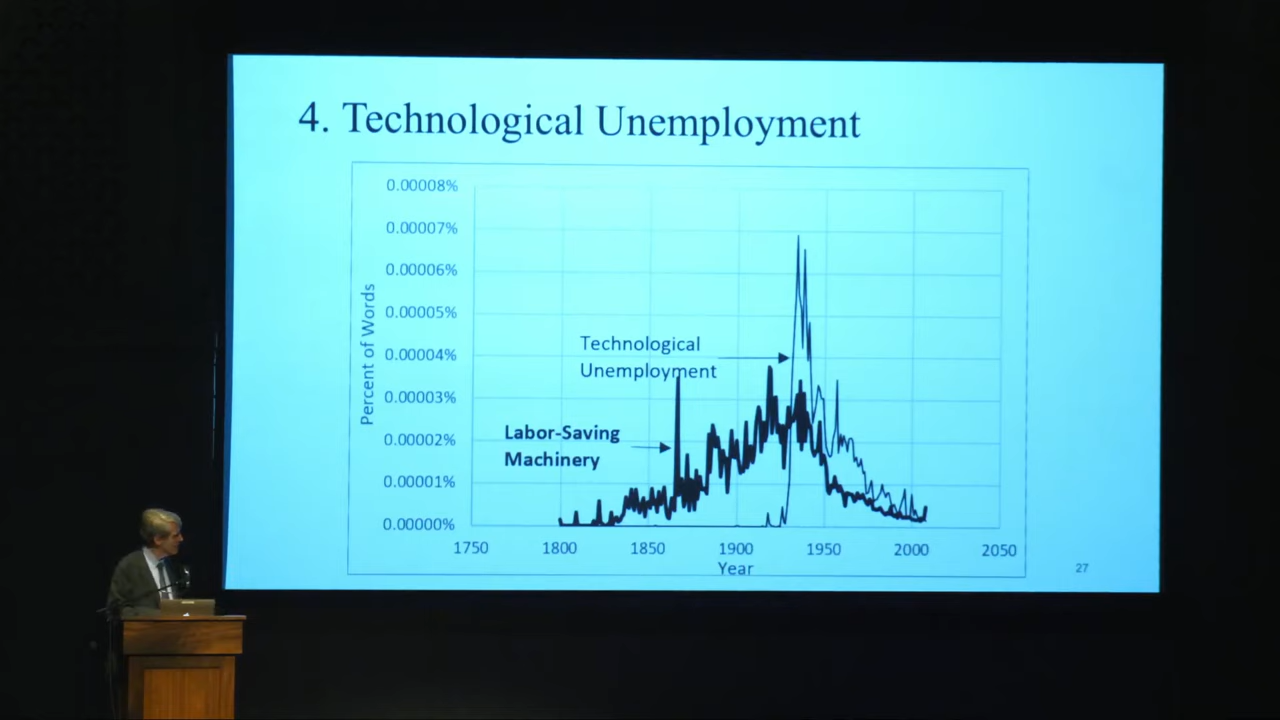 4. Technological Unemployment
0.00008%
0.00007%
0.00006%
0.00005%
0.00004%
0.00003%
0.00002%
0.00001%
0.00000%
Percent of Words
Technological
Unemployment
Labor-Saving
Machinery
1750 1800 1850 1900 1950 2000 2050
Year
27